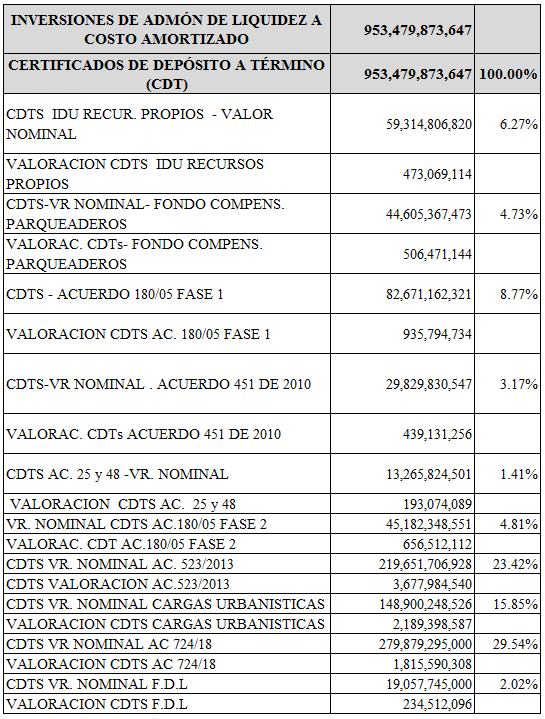 INVERSIONES DE ADMÓN DE LIQUIDEZ A
COSTO AMORTIZADO 953,479,873,647
CERTIFICADOS DE DEPÓSITO A TÉRMINO
(CDT) 953,479,873,647 100.00%
CDTS IDU RECUR. PROPIOS - VALOR
NOMINAL 59,314,806,820 6.27%
VALORACION CDTS IDU RECURSOS
PROPIOS 473,069,114
CDTS-VR NOMINAL- FONDO COMPENS.
PARQUEADEROS 44,605,367,473 4.73%
VALORAC. CDTs- FONDO COMPENS.
PARQUEADEROS 506,471,144
CDTS - ACUERDO 180/05 FASE 1 82,671,162,321 8.77%
VALORACION CDTS AC. 180/05 FASE 1 935,794,734
CDTS-VR NOMINAL . ACUERDO 451 DE 2010 29,829,830,547 3.17%
VALORAC. CDTs ACUERDO 451 DE 2010 439,131,256
CDTS AC. 25 y 48 -VR. NOMINAL 13,265,824,501 1.41%
VALORACION CDTS AC. 25 y 48 193,074,089
VR. NOMINAL CDTS AC.180/05 FASE 2 45,182,348,551 4.81%
VALORAC. CDT AC.180/05 FASE 2 656,512,112
CDTS VR. NOMINAL AC. 523/2013 219,651,706,928 23.42%
CDTS VALORACION AC.523/2013 3,677,984,540
CDTS VR. NOMINAL CARGAS URBANISTICAS 148,900,248,526 15.85%
VALORACION CDTS CARGAS URBANISTICAS 2,189,398,587
CDTS VR NOMINAL AC 724/18 279,879,295,000 29.54%
VALORACION CDTS AC 724/18 1,815,590,308
CDTS VR. NOMINAL F.D.L 19,057,745,000 2.02%
VALORACION CDTS F.D.L 234,512,096